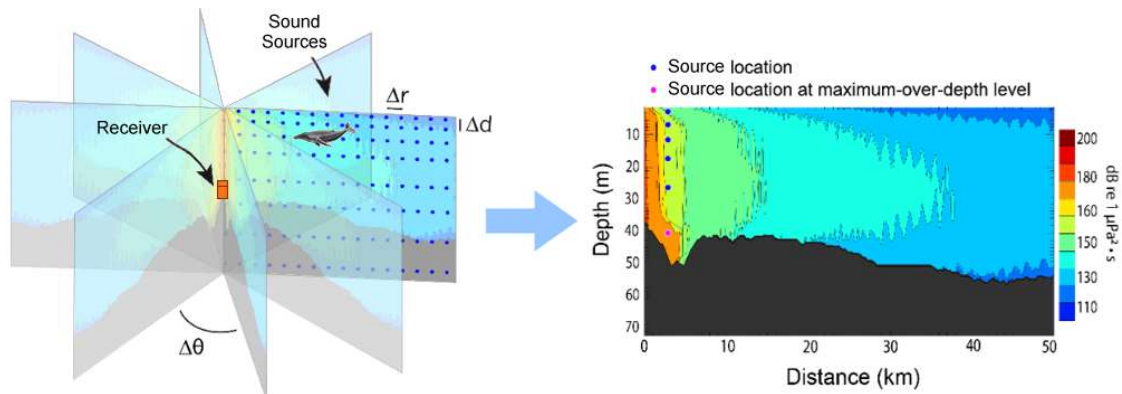 Sound
Sources
Δr
Δd
Receiver
Δθ
Source location
Source location at maximum-over-depth level
Depth (m)
10
20
30
40
50
60
70
0
10
20
30
40
50
Distance (km)
200
190
180
160
150
140
130
120
110
dB re 1 µPa²·s